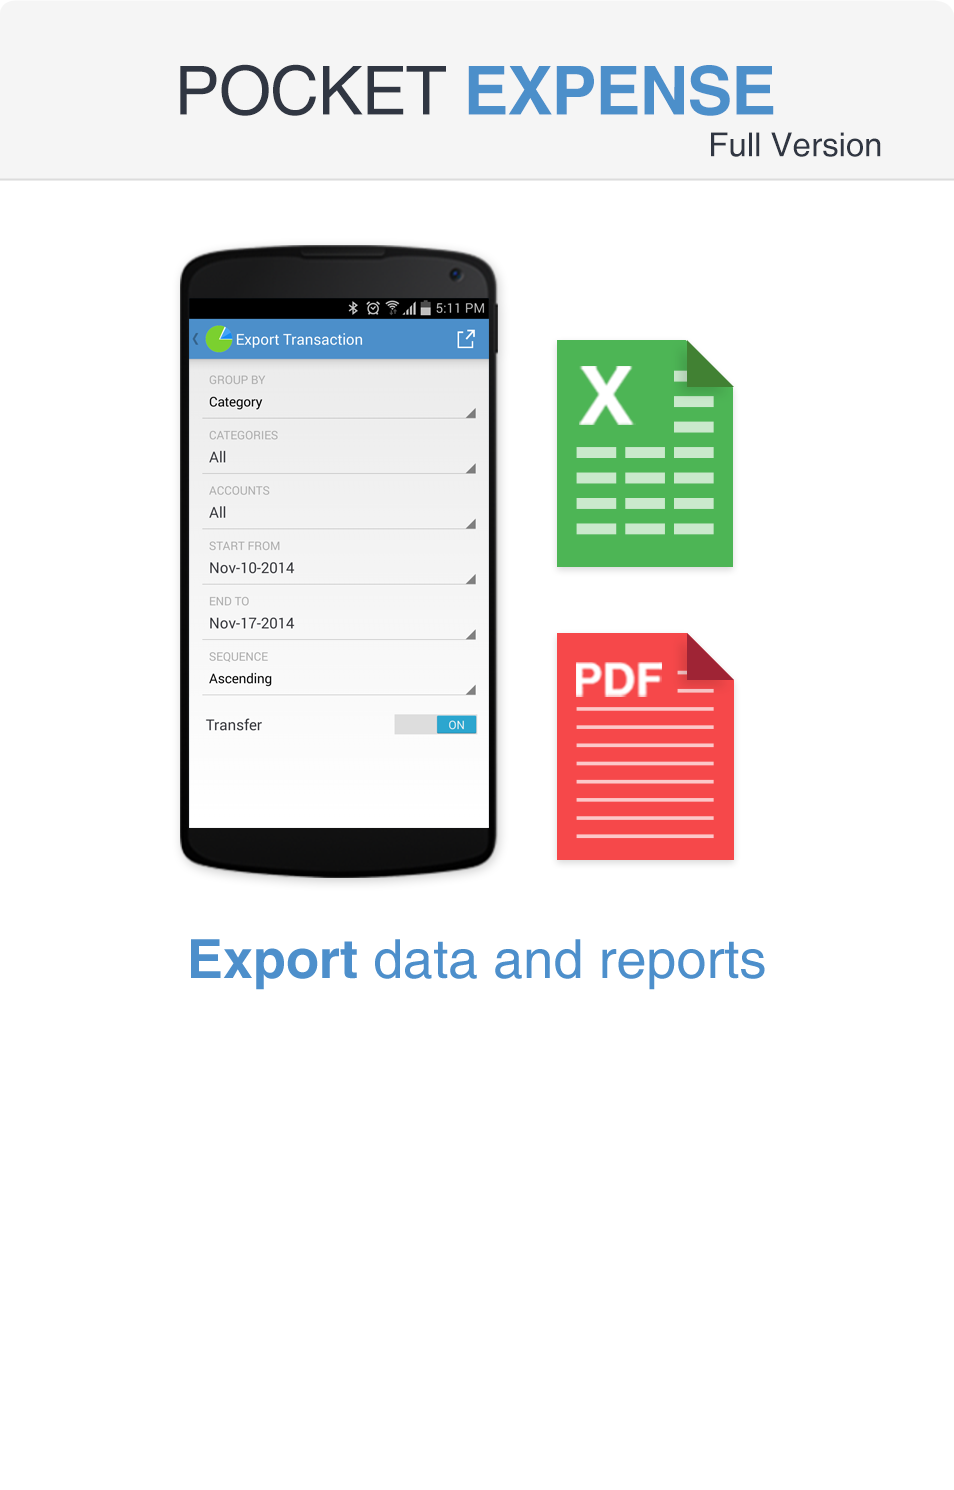 POCKET EXPENSE
Full Version
5:11 PM
Export Transaction
GROUP BY
Category
CATEGORIES
All
ACCOUNTS
All
START FROM
Nov-10-2014
END TO
Nov-17-2014
SEQUENCE
Ascending
Transfer ON
X
PDF
Export data and reports